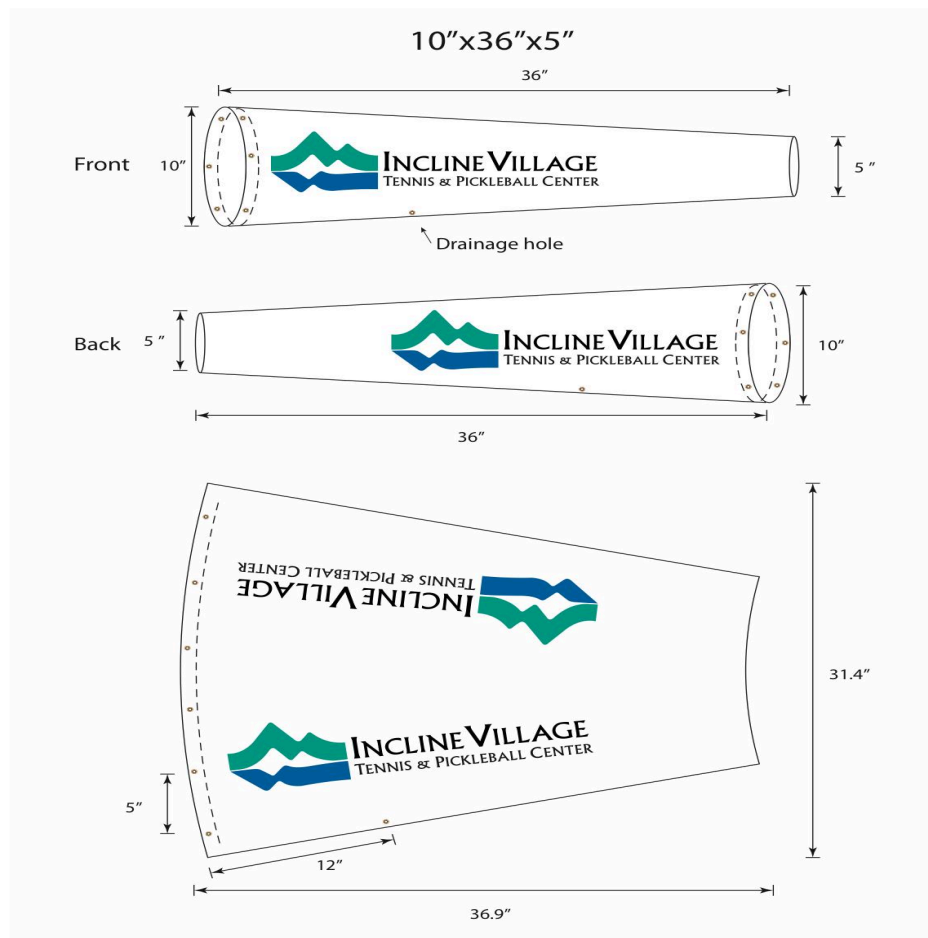 10"x36"x5"
36"
Front
10"
INCLINE VILLAGE
TENNIS & PICKLEBALL CENTER
5 "
Drainage hole
Back
5 "
INCLINE VILLAGE
TENNIS & PICKLEBALL CENTER
10"
36"
TENNIS & PICKLEBALL CENTER
INCLINE VILLAGE
31.4"
INCLINE VILLAGE
TENNIS & PICKLEBALL CENTER
5"
12"
36.9"